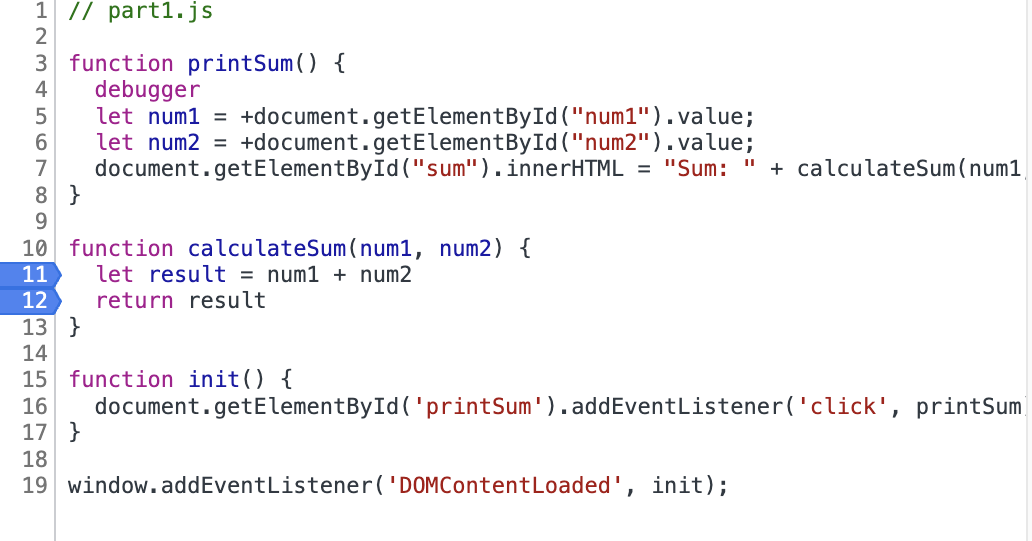 1 // part1.js
2
3 function printSum() {
4 debugger
5 let num1 = +document.getElementById("num1").value;
6 let num2 = +document.getElementById("num2").value;
7 document.getElementById("sum").innerHTML = "Sum: " + calculateSum(num1,
8 }
9
10 function calculateSum(num1, num2) {
11 let result = num1 + num2
12 return result
13 }
14
15 function init() {
16 document.getElementById('printSum').addEventListener('click', printSum)
17 }
18
19 window.addEventListener('DOMContentLoaded', init);